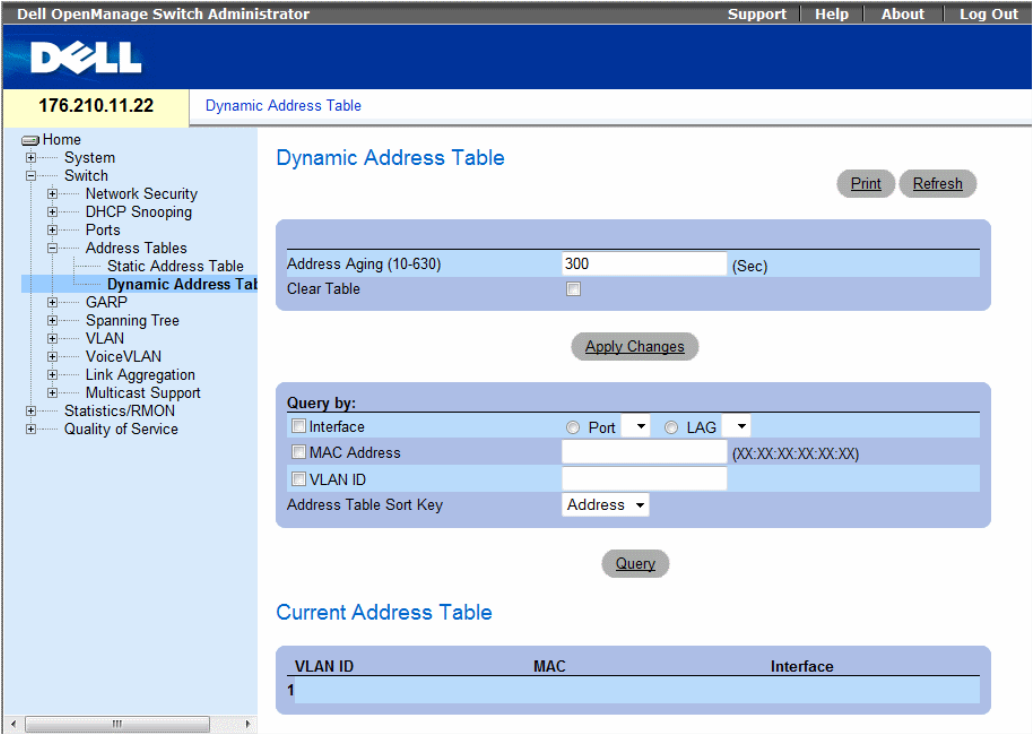 Dell OpenManage Switch Administrator Support Help About Log Out
DELL
176.210.11.22 Dynamic Address Table
Home
System
Switch
Network Security
DHCP Snooping
Ports
Address Tables
Static Address Table
Dynamic Address Tab
GARP
Spanning Tree
VLAN
VoiceVLAN
Link Aggregation
Multicast Support
Statistics/RMON
Quality of Service
Dynamic Address Table
Print Refresh
Address Aging (10-630) 300 (Sec)
Clear Table
Apply Changes
Query by:
Interface Port LAG
MAC Address (XX:XX:XX:XX:XX:XX)
VLAN ID
Address Table Sort Key Address
Query
Current Address Table
VLAN ID MAC Interface
1